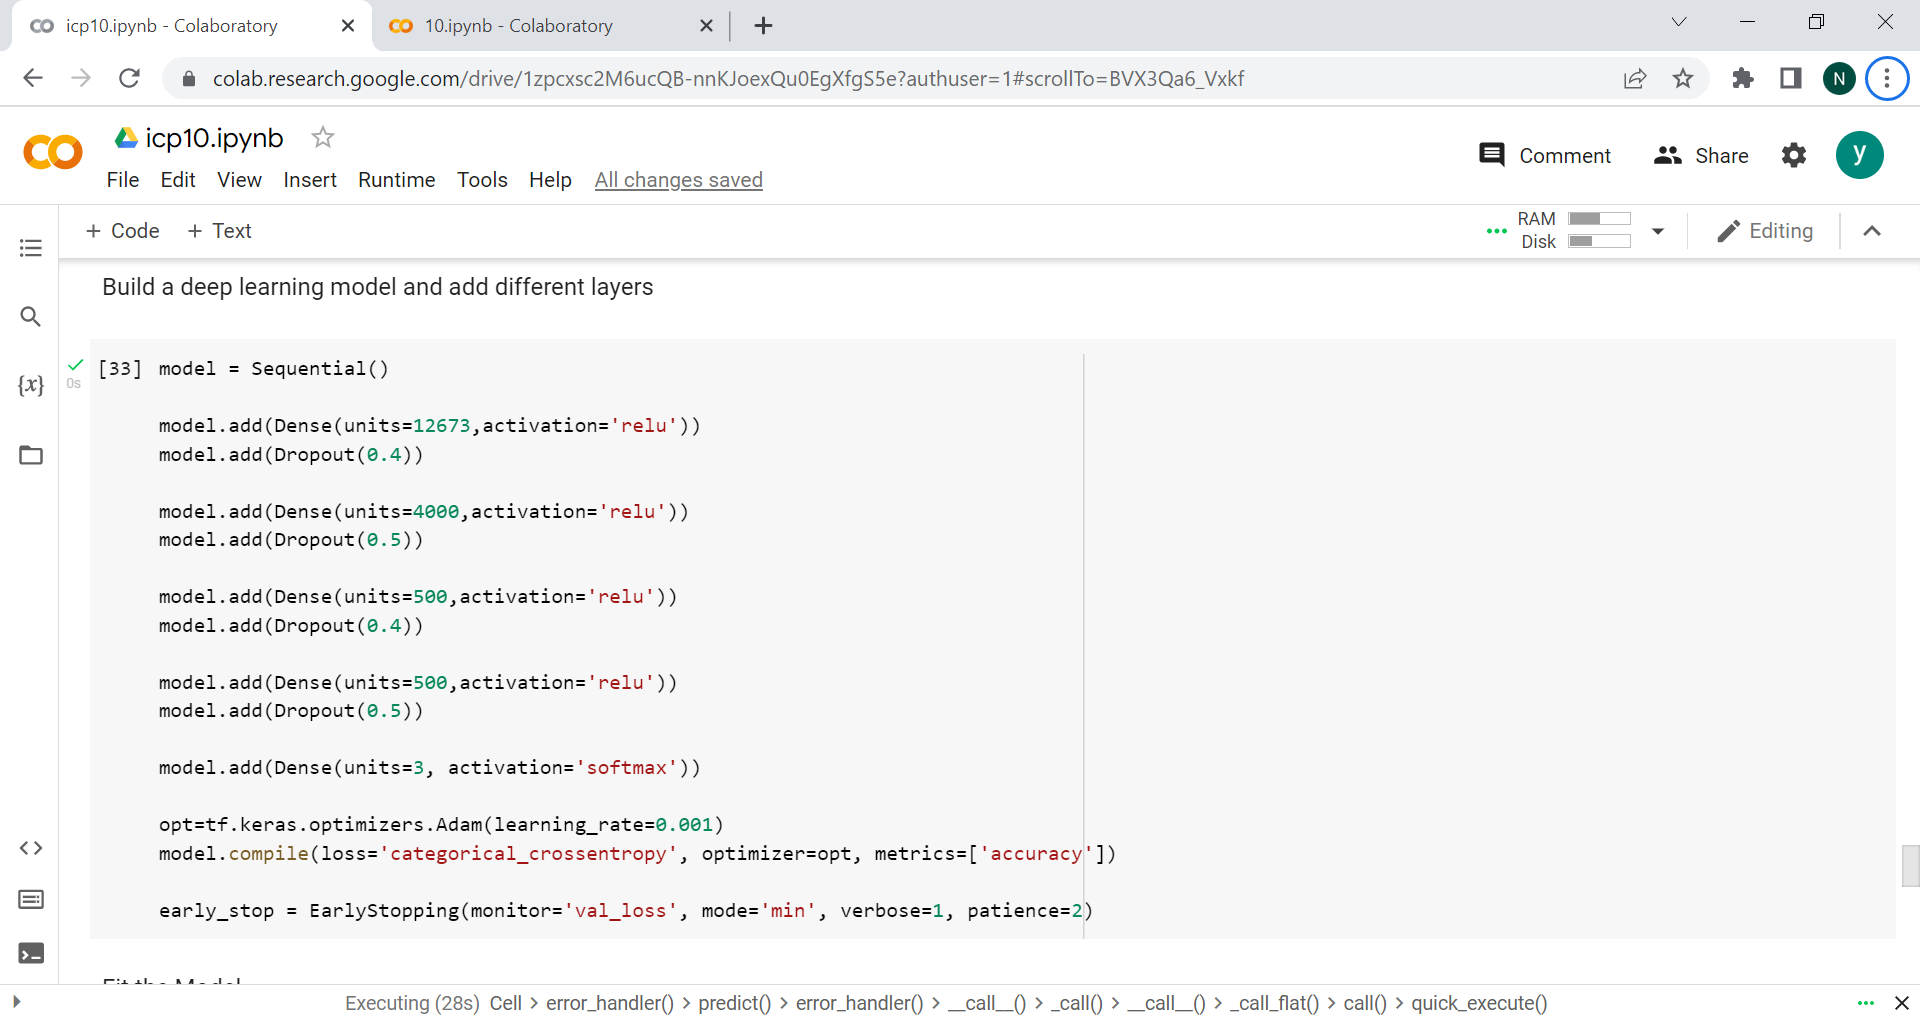 icp10.ipynb - Colaboratory
10.ipynb - Colaboratory
colab.research.google.com/drive/1zpcxsc2M6ucQB-nnKJoexQu0EgXfgS5e?authuser=1#scrollTo=BVX3Qa6_Vxkf
N
icp10.ipynb
File Edit View Insert Runtime Tools Help All changes saved
Comment Share y
+ Code + Text
RAM
Disk
Editing
Build a deep learning model and add different layers
{x}
0s
[33] model = Sequential()
model.add(Dense(units=12673,activation='relu'))
model.add(Dropout(0.4))
model.add(Dense(units=4000,activation='relu'))
model.add(Dropout(0.5))
model.add(Dense(units=500,activation='relu'))
model.add(Dropout(0.4))
model.add(Dense(units=500,activation='relu'))
model.add(Dropout(0.5))
model.add(Dense(units=3, activation='softmax'))
opt=tf.keras.optimizers.Adam(learning_rate=0.001)
model.compile(loss='categorical_crossentropy', optimizer=opt, metrics=['accuracy'])
early_stop = EarlyStopping(monitor='val_loss', mode='min', verbose=1, patience=2)
Fit the Model
Executing (28s) Cell > error_handler() > predict() > error_handler() > __call__() > _call() > __call__() > _call_flat() > call() > quick_execute()